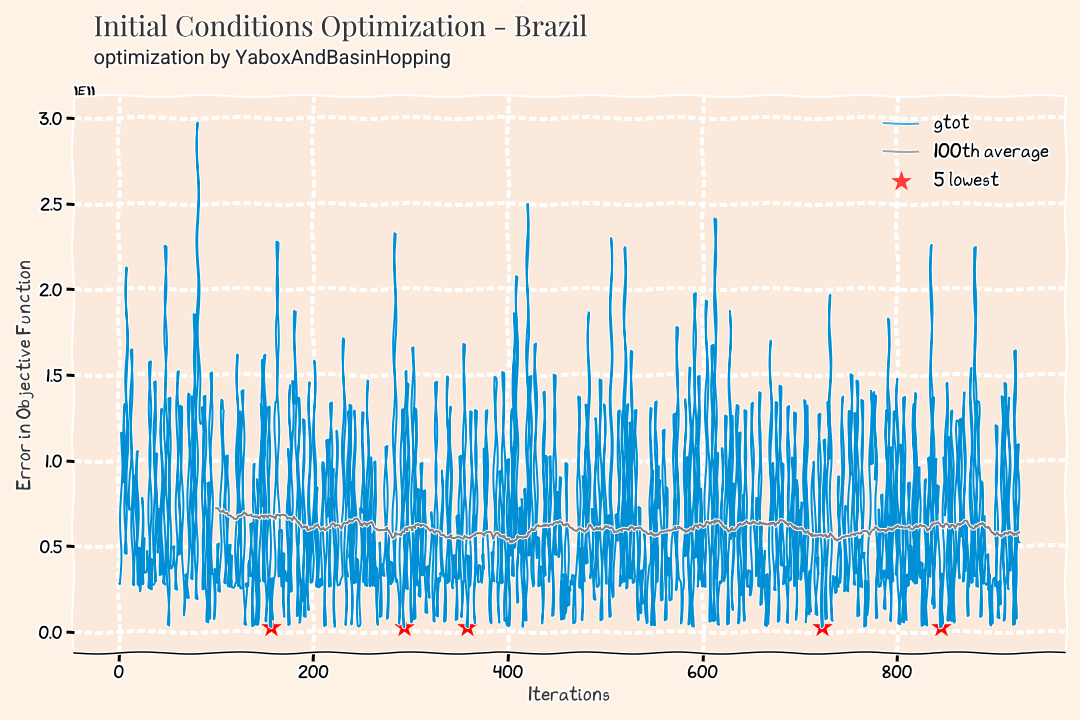 Initial Conditions Optimization - Brazil
optimization by YaboxAndBasinHopping
1E11
3.0
2.5
2.0
1.5
1.0
0.5
0.0
Error in Objective Function
gtot
100th average
5 lowest
0 200 400 600 800
Iterations